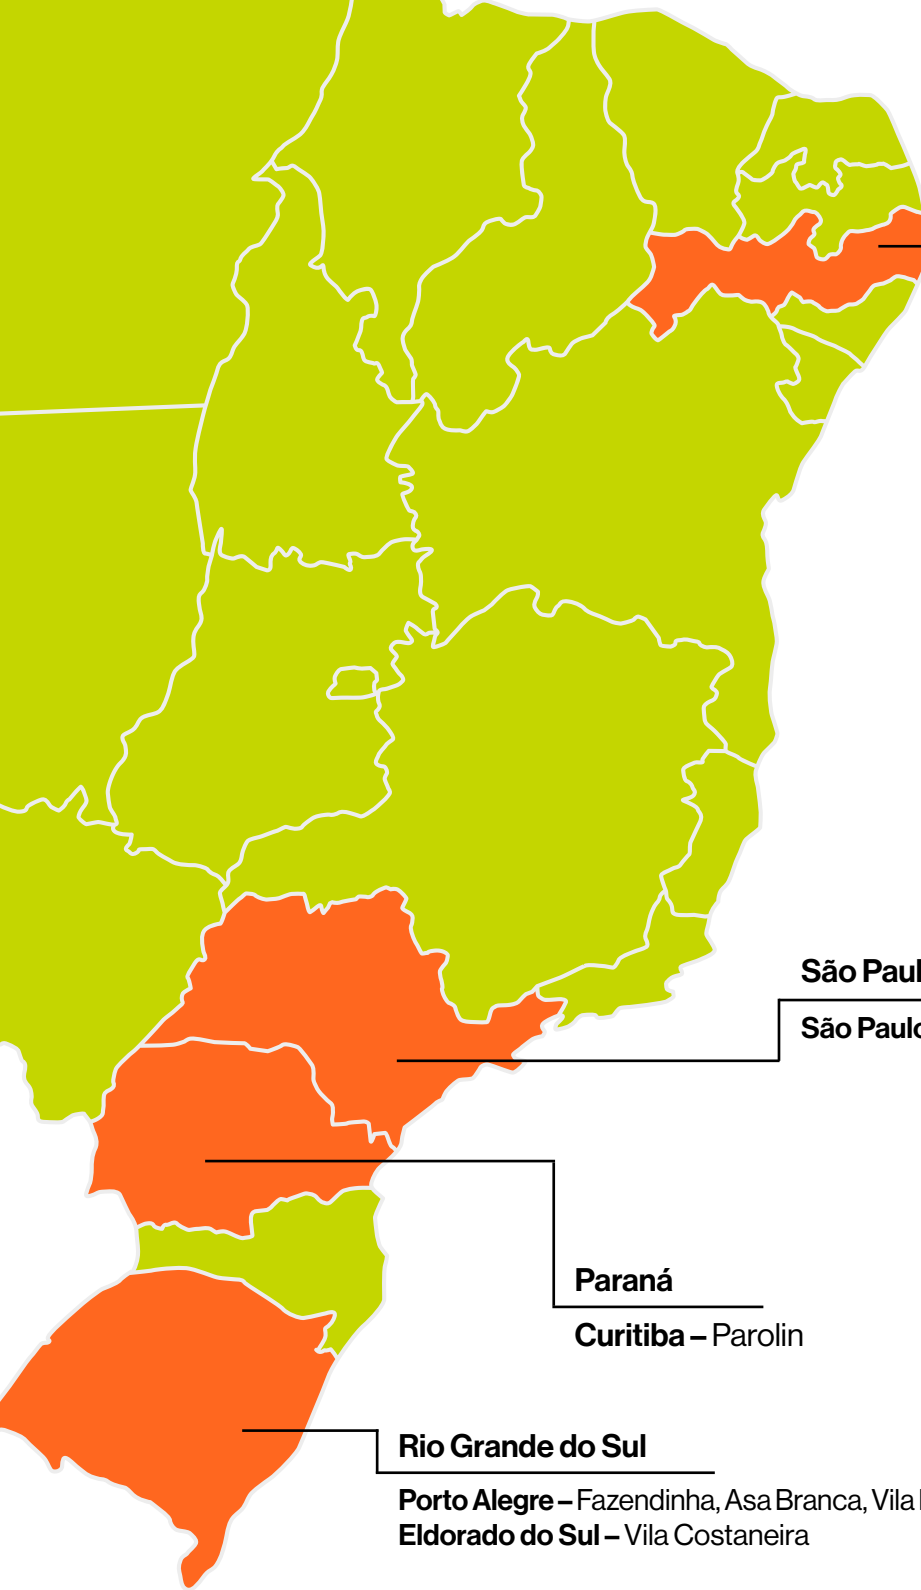 São Paul
São Paulo
Paraná
Curitiba – Parolin
Rio Grande do Sul
Porto Alegre – Fazendinha, Asa Branca, Vila
Eldorado do Sul – Vila Costaneira